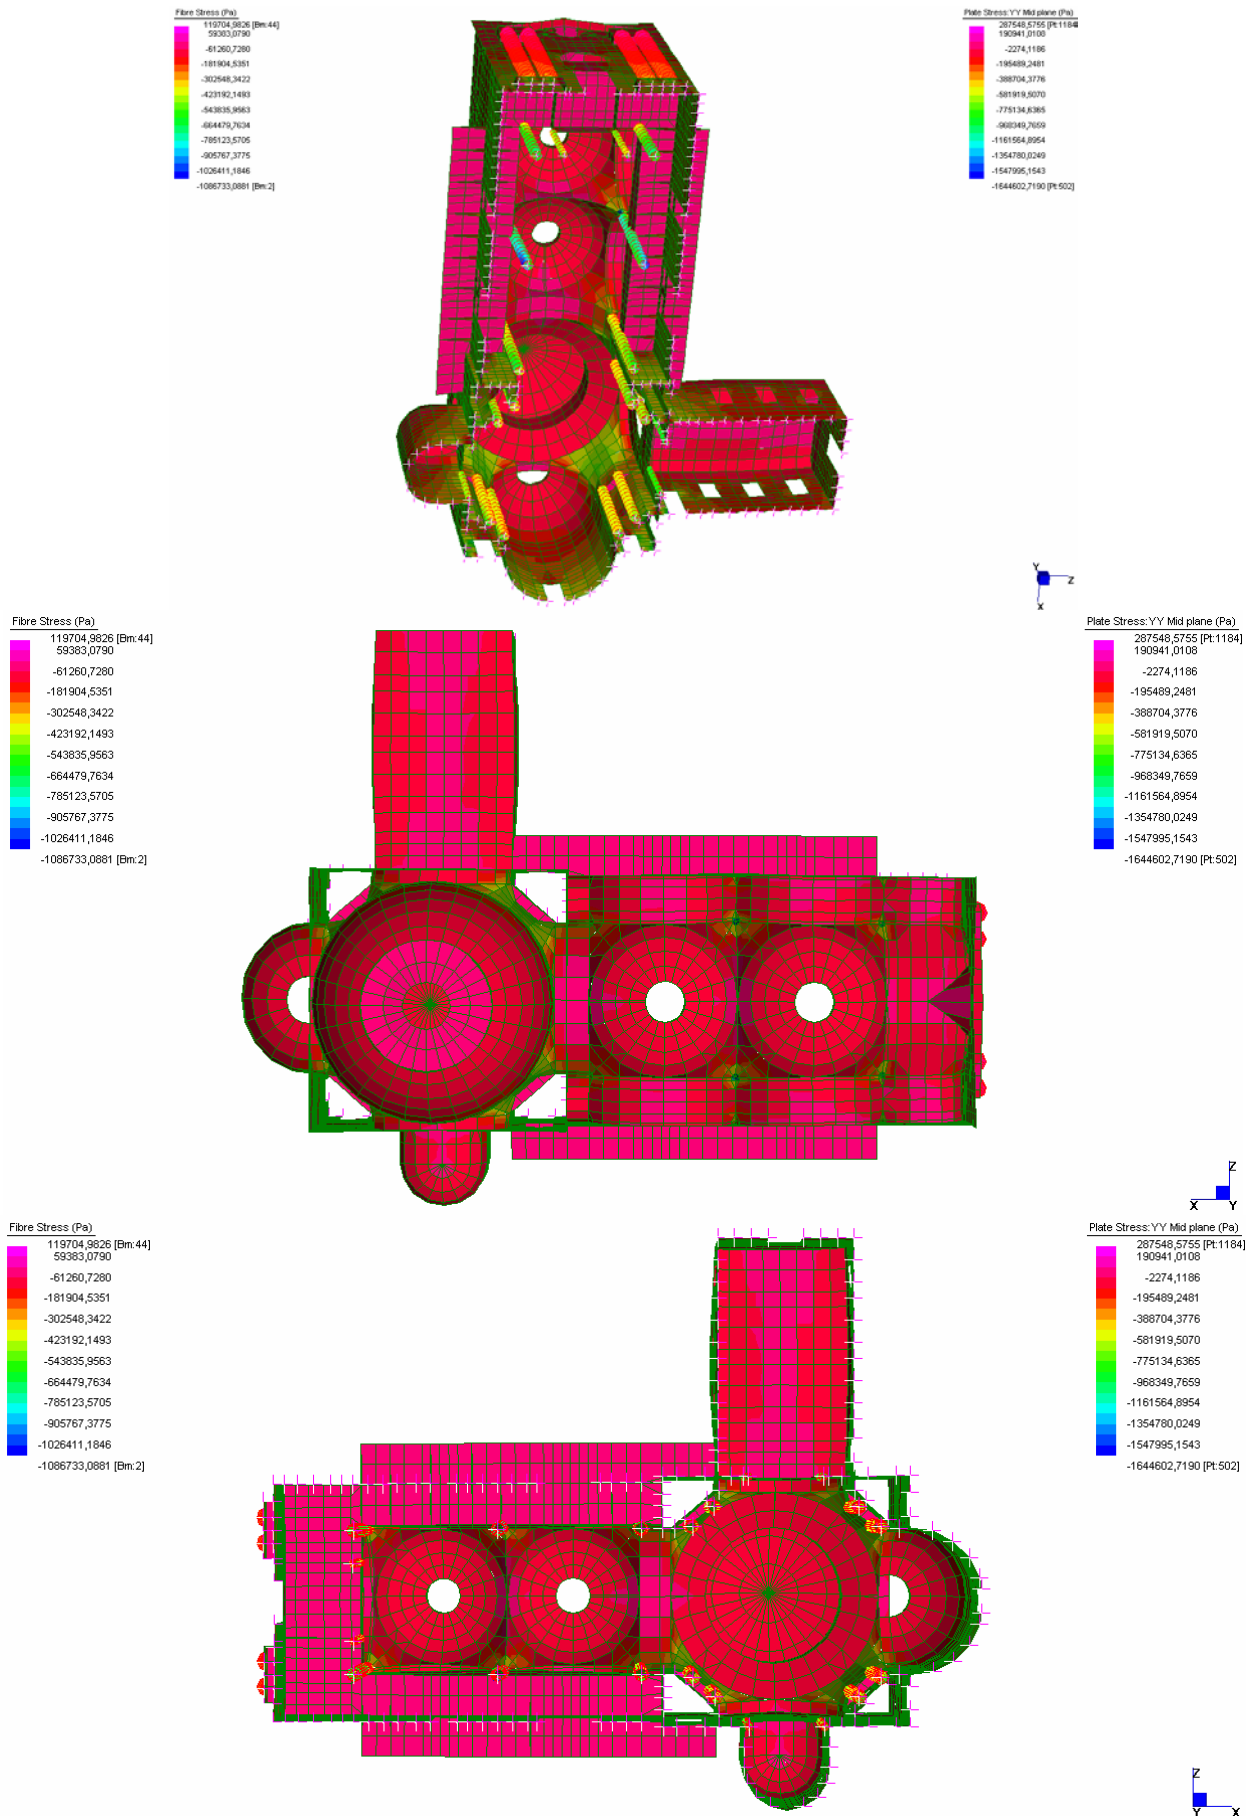 Fibre Stress (Pa)
119704,9826 [Bm:44]
59383,0790
-61260,7280
-181904,5351
-302548,3422
-423192,1493
-543835,9563
-664479,7634
-785123,5705
-905767,3775
-1026411,1846
-1086733,0881 [Bm:2]
Plate Stress:YY Mid plane (Pa)
287548,5755 [Pt:1184]
190941,0108
-2274,1186
-195489,2481
-388704,3776
-581919,5070
-775134,6365
-968349,7659
-1161564,8954
-1354780,0249
-1547995,1543
-1644602,7190 [Pt:502]
Y
Z
X
Fibre Stress (Pa)
119704,9826 [Bm:44]
59383,0790
-61260,7280
-181904,5351
-302548,3422
-423192,1493
-543835,9563
-664479,7634
-785123,5705
-905767,3775
-1026411,1846
-1086733,0881 [Bm:2]
Plate Stress:YY Mid plane (Pa)
287548,5755 [Pt:1184]
190941,0108
-2274,1186
-195489,2481
-388704,3776
-581919,5070
-775134,6365
-968349,7659
-1161564,8954
-1354780,0249
-1547995,1543
-1644602,7190 [Pt:502]
Z
X Y
Fibre Stress (Pa)
119704,9826 [Bm:44]
59383,0790
-61260,7280
-181904,5351
-302548,3422
-423192,1493
-543835,9563
-664479,7634
-785123,5705
-905767,3775
-1026411,1846
-1086733,0881 [Bm:2]
Plate Stress:YY Mid plane (Pa)
287548,5755 [Pt:1184]
190941,0108
-2274,1186
-195489,2481
-388704,3776
-581919,5070
-775134,6365
-968349,7659
-1161564,8954
-1354780,0249
-1547995,1543
-1644602,7190 [Pt:502]
Z
Y X